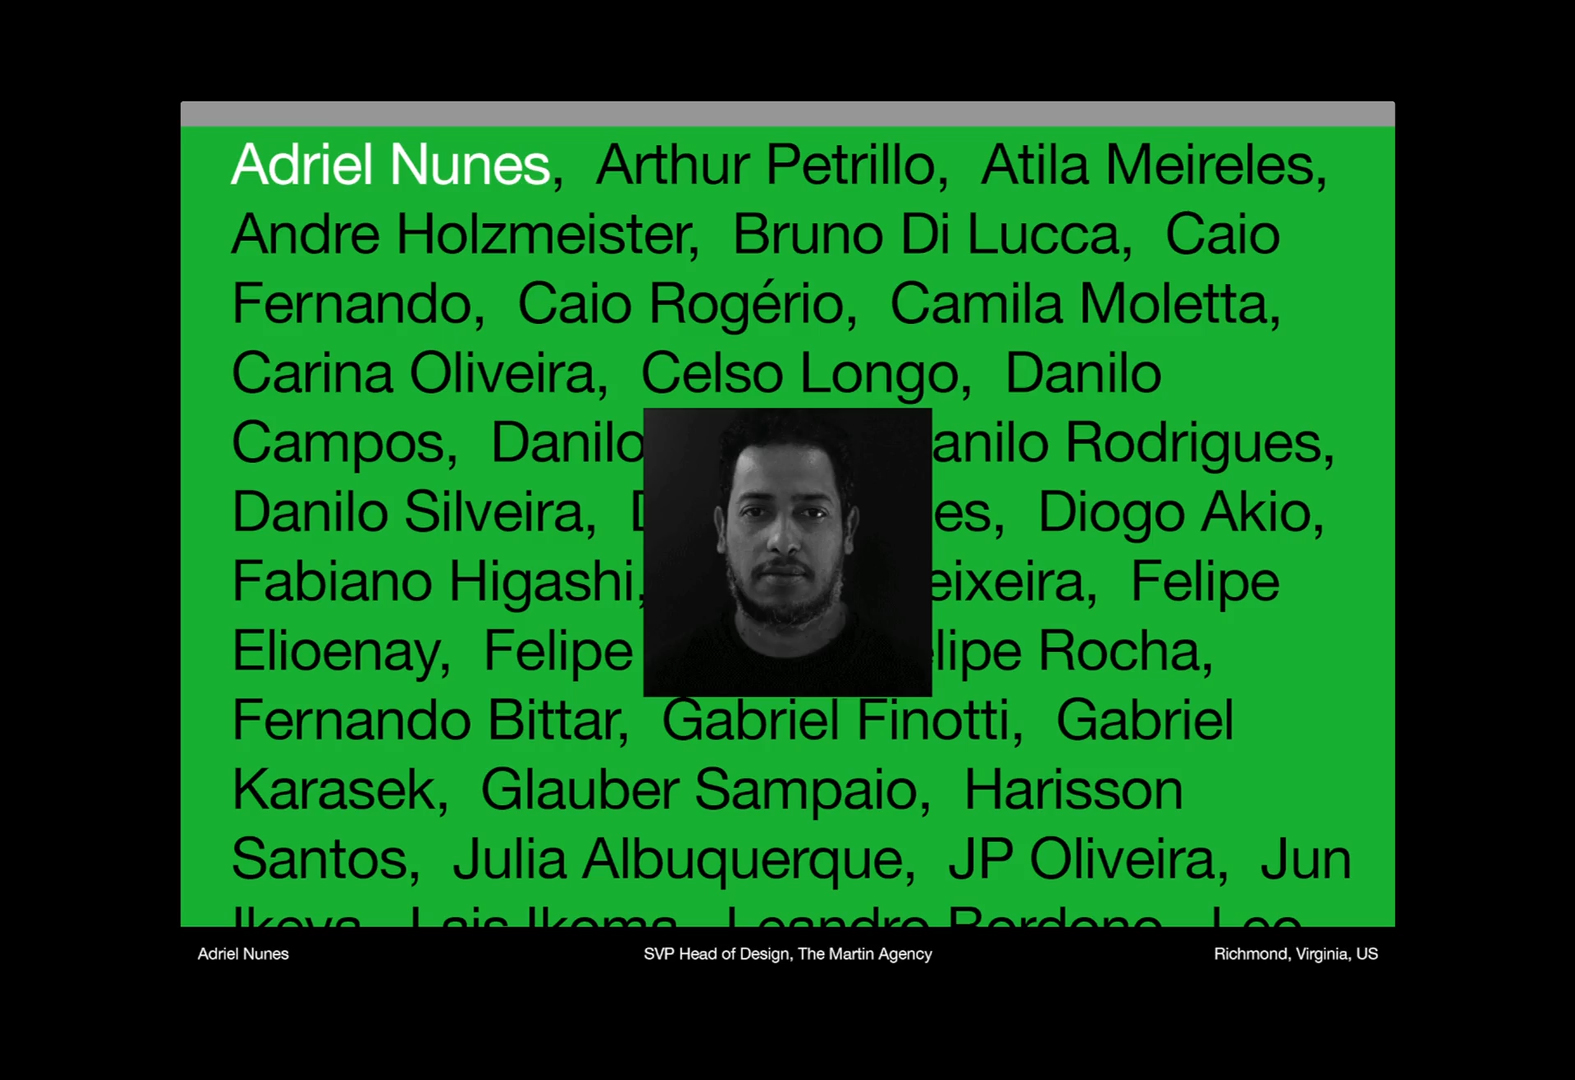 Adriel Nunes, Arthur Petrillo, Atila Meireles,
Andre Holzmeister, Bruno Di Lucca, Caio
Fernando, Caio Rogério, Camila Moletta,
Carina Oliveira, Celso Longo, Danilo
Campos, Danilo anilo Rodrigues,
Danilo Silveira, es, Diogo Akio,
Fabiano Higashi, eixeira, Felipe
Elioenay, Felipe lipe Rocha,
Fernando Bittar, Gabriel Finotti, Gabriel
Karasek, Glauber Sampaio, Harisson
Santos, Julia Albuquerque, JP Oliveira, Jun
Adriel Nunes
SVP Head of Design, The Martin Agency
Richmond, Virginia, US